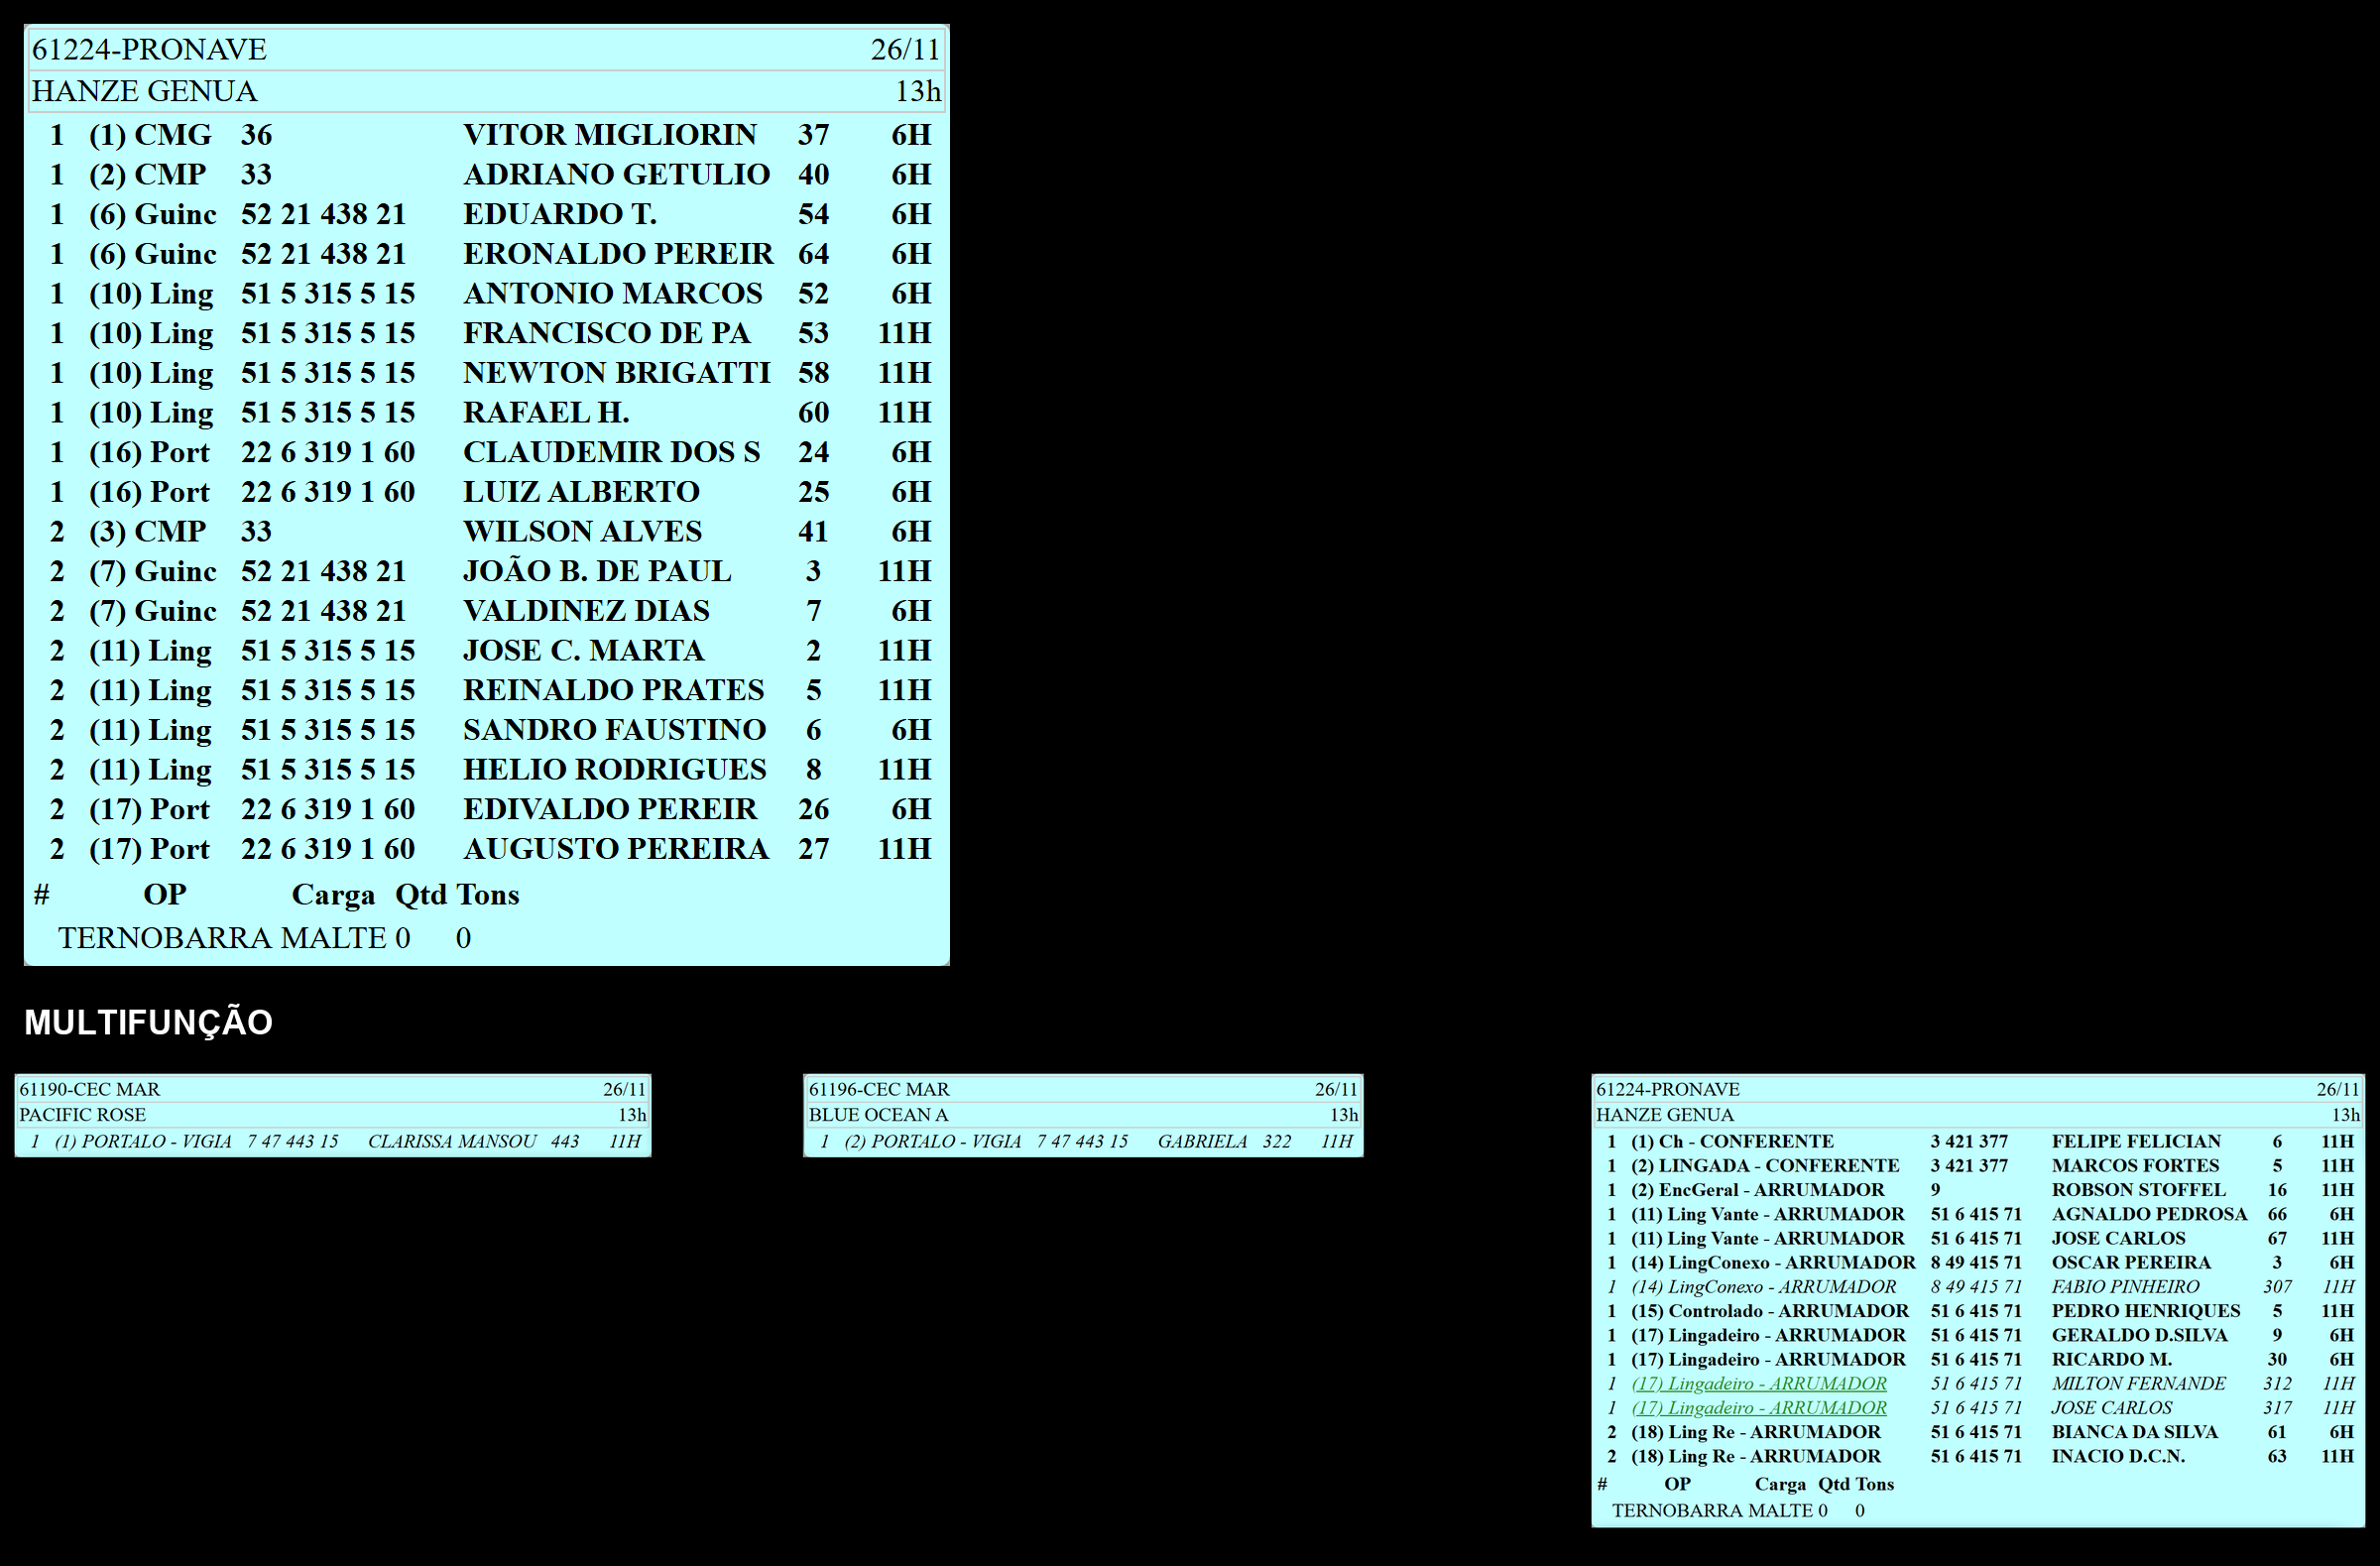 61224-PRONAVE 26/11
HANZE GENUA 13h
1 (1) CMG 36 VITOR MIGLIORIN 37 6H
1 (2) CMP 33 ADRIANO GETULIO 40 6H
1 (6) Guinc 52 21 438 21 EDUARDO T. 54 6H
1 (6) Guinc 52 21 438 21 ERONALDO PEREIR 64 6H
1 (10) Ling 51 5 315 5 15 ANTONIO MARCOS 52 6H
1 (10) Ling 51 5 315 5 15 FRANCISCO DE PA 53 11H
1 (10) Ling 51 5 315 5 15 NEWTON BRIGATTI 58 11H
1 (10) Ling 51 5 315 5 15 RAFAEL H. 60 11H
1 (16) Port 22 6 319 1 60 CLAUDEMIR DOS S 24 6H
1 (16) Port 22 6 319 1 60 LUIZ ALBERTO 25 6H
2 (3) CMP 33 WILSON ALVES 41 6H
2 (7) Guinc 52 21 438 21 JOÃO B. DE PAUL 3 11H
2 (7) Guinc 52 21 438 21 VALDINEZ DIAS 7 6H
2 (11) Ling 51 5 315 5 15 JOSE C. MARTA 2 11H
2 (11) Ling 51 5 315 5 15 REINALDO PRATES 5 11H
2 (11) Ling 51 5 315 5 15 SANDRO FAUSTINO 6 6H
2 (11) Ling 51 5 315 5 15 HELIO RODRIGUES 8 11H
2 (17) Port 22 6 319 1 60 EDIVALDO PEREIR 26 6H
2 (17) Port 22 6 319 1 60 AUGUSTO PEREIRA 27 11H
# OP Carga Qtd Tons
TERNOBARRA MALTE 0 0
MULTIFUNÇÃO
61190-CEC MAR 26/11
PACIFIC ROSE 13h
1 (1) PORTALO - VIGIA 7 47 443 15 CLARISSA MANSOU 443 11H
61196-CEC MAR 26/11
BLUE OCEAN A 13h
1 (2) PORTALO - VIGIA 7 47 443 15 GABRIELA 322 11H
61224-PRONAVE 26/11
HANZE GENUA 13h
1 (1) Ch - CONFERENTE 3 421 377 FELIPE FELICIAN 6 11H
1 (2) LINGADA - CONFERENTE 3 421 377 MARCOS FORTES 5 11H
1 (2) EncGeral - ARRUMADOR 9 ROBSON STOFFEL 16 11H
1 (11) Ling Vante - ARRUMADOR 51 6 415 71 AGNALDO PEDROSA 66 6H
1 (11) Ling Vante - ARRUMADOR 51 6 415 71 JOSE CARLOS 67 11H
1 (14) LingConexo - ARRUMADOR 8 49 415 71 OSCAR PEREIRA 3 6H
1 (14) LingConexo - ARRUMADOR 8 49 415 71 FABIO PINHEIRO 307 11H
1 (15) Controlado - ARRUMADOR 51 6 415 71 PEDRO HENRIQUES 5 11H
1 (17) Lingadeiro - ARRUMADOR 51 6 415 71 GERALDO D.SILVA 9 6H
1 (17) Lingadeiro - ARRUMADOR 51 6 415 71 RICARDO M. 30 6H
1 (17) Lingadeiro - ARRUMADOR 51 6 415 71 MILTON FERNANDE 312 11H
1 (17) Lingadeiro - ARRUMADOR 51 6 415 71 JOSE CARLOS 317 11H
2 (18) Ling Re - ARRUMADOR 51 6 415 71 BIANCA DA SILVA 61 6H
2 (18) Ling Re - ARRUMADOR 51 6 415 71 INACIO D.C.N. 63 11H
# OP Carga Qtd Tons
TERNOBARRA MALTE 0 0